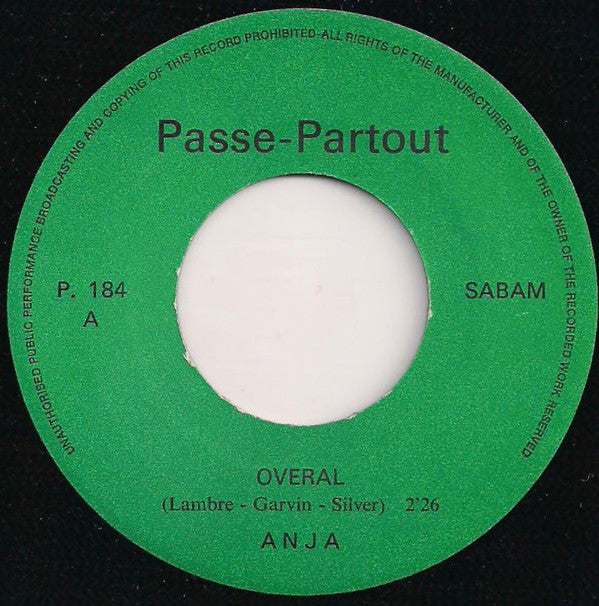 UNAUTHORISED PUBLIC PERFORMANCE BROADCASTING AND COPYING OF THIS RECORD PROHIBITED-ALL RIGHTS OF THE MANUFACTURER AND OF THE OWNER OF THE RECORDED WORK RESERVED
Passe-Partout
P. 184 SABAM
A
OVERAL
(Lambre - Garvin - Silver) 2'26
ANJA